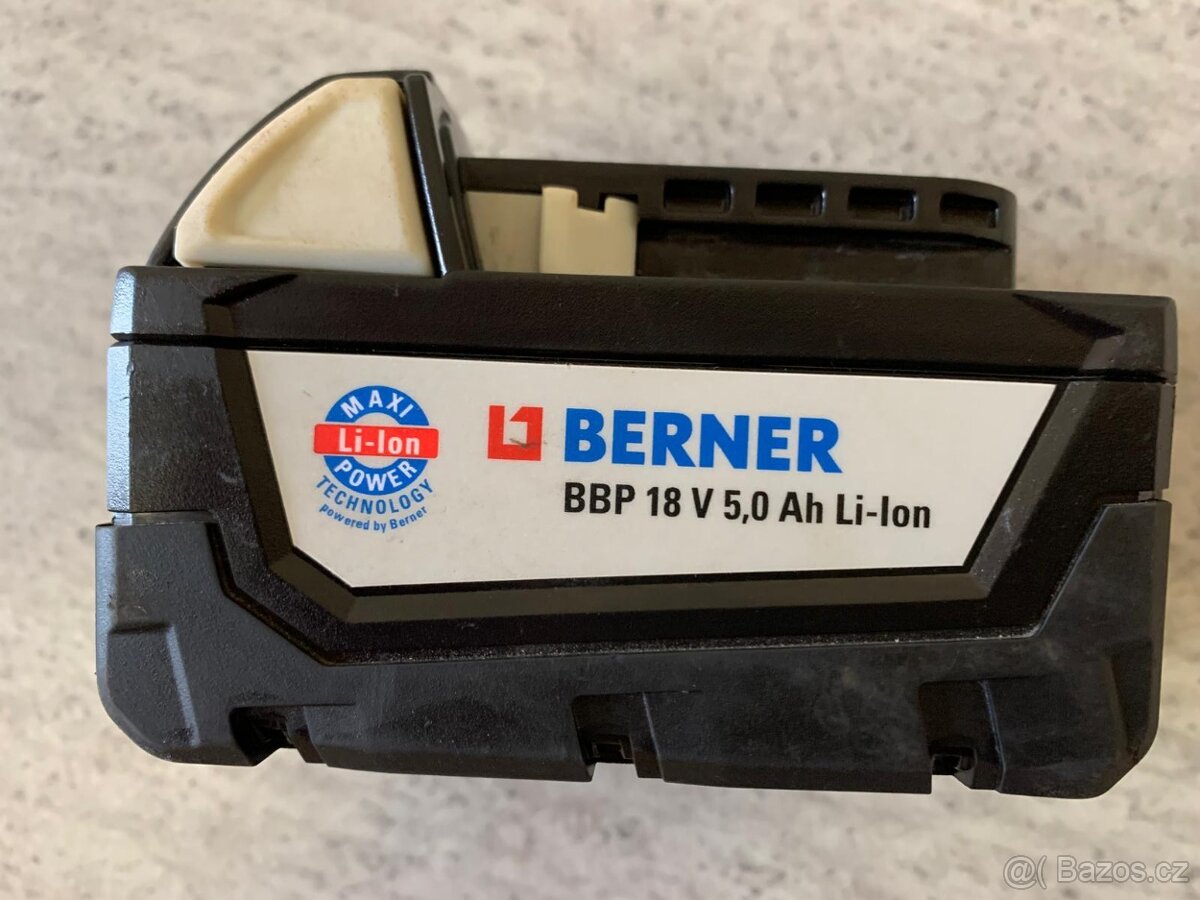 MAXI
Li-Ion
POWER
TECHNOLOGY
powered by Berner
BERNER
BBP 18 V 5,0 Ah Li-Ion
@( Bazos.cz